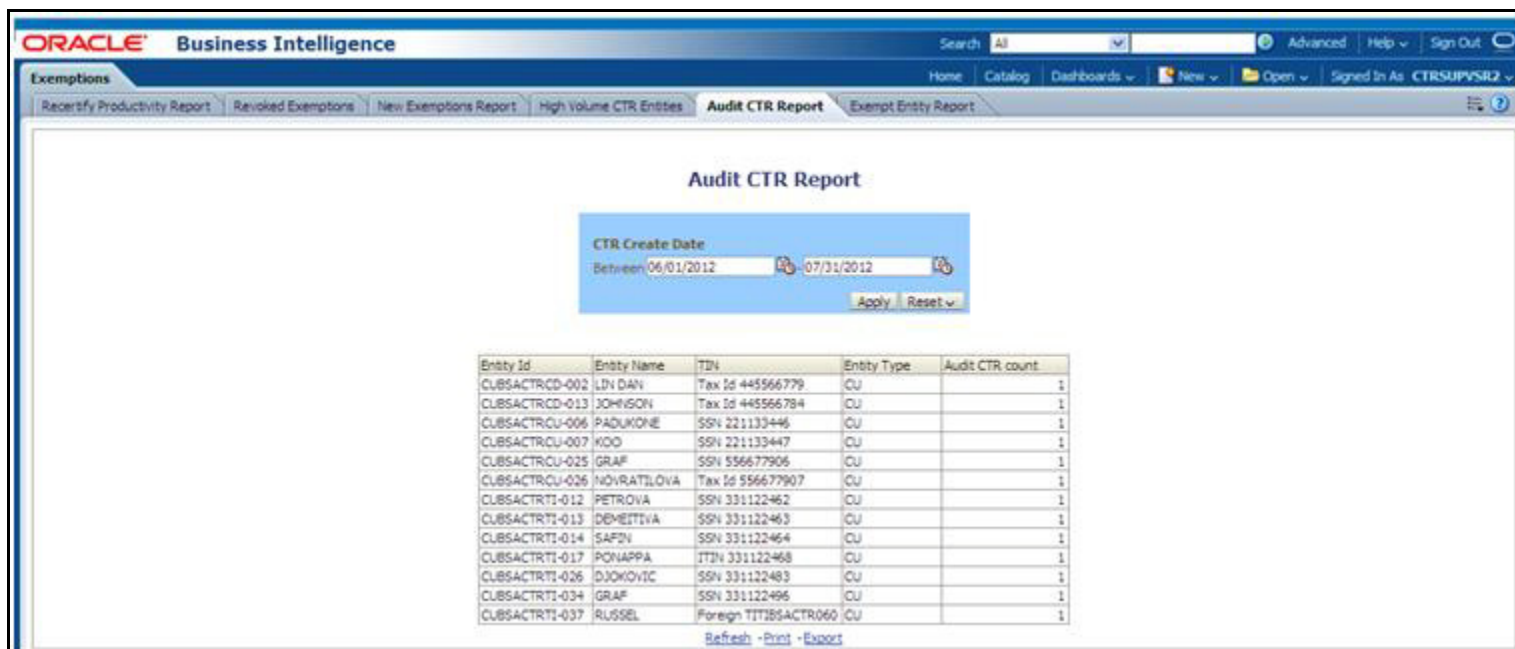 ORACLE Business Intelligence
Search All Advanced Help Sign Out
Exemptions
Home Catalog Dashboards New Open Signed In As CTRSUPVSR2
Recertify Productivity Report Revoked Exemptions New Exemptions Report High Volume CTR Entities Audit CTR Report Exempt Entity Report
Audit CTR Report
CTR Create Date
Between 06/01/2012 - 07/31/2012
Apply Reset
Entity Id Entity Name TIN Entity Type Audit CTR count
CUBSACTRCD-002 LIN DAN Tax Id 445566779 CU 1
CUBSACTRCD-013 JOHNSON Tax Id 445566784 CU 1
CUBSACTRCU-006 PADUKONE SSN 221133446 CU 1
CUBSACTRCU-007 KOO SSN 221133447 CU 1
CUBSACTRCU-025 GRAF SSN 556677906 CU 1
CUBSACTRCU-026 NOVRATILOVA Tax Id 556677907 CU 1
CUBSACTRTI-012 PETROVA SSN 331122462 CU 1
CUBSACTRTI-013 DEMEITIVA SSN 331122463 CU 1
CUBSACTRTI-014 SAFIN SSN 331122464 CU 1
CUBSACTRTI-017 PONAPPA ITIN 331122468 CU 1
CUBSACTRTI-026 DJOKOVIC SSN 331122483 CU 1
CUBSACTRTI-034 GRAF SSN 331122496 CU 1
CUBSACTRTI-037 RUSSEL Foreign TITIBSACTR060 CU 1
Refresh - Print - Export